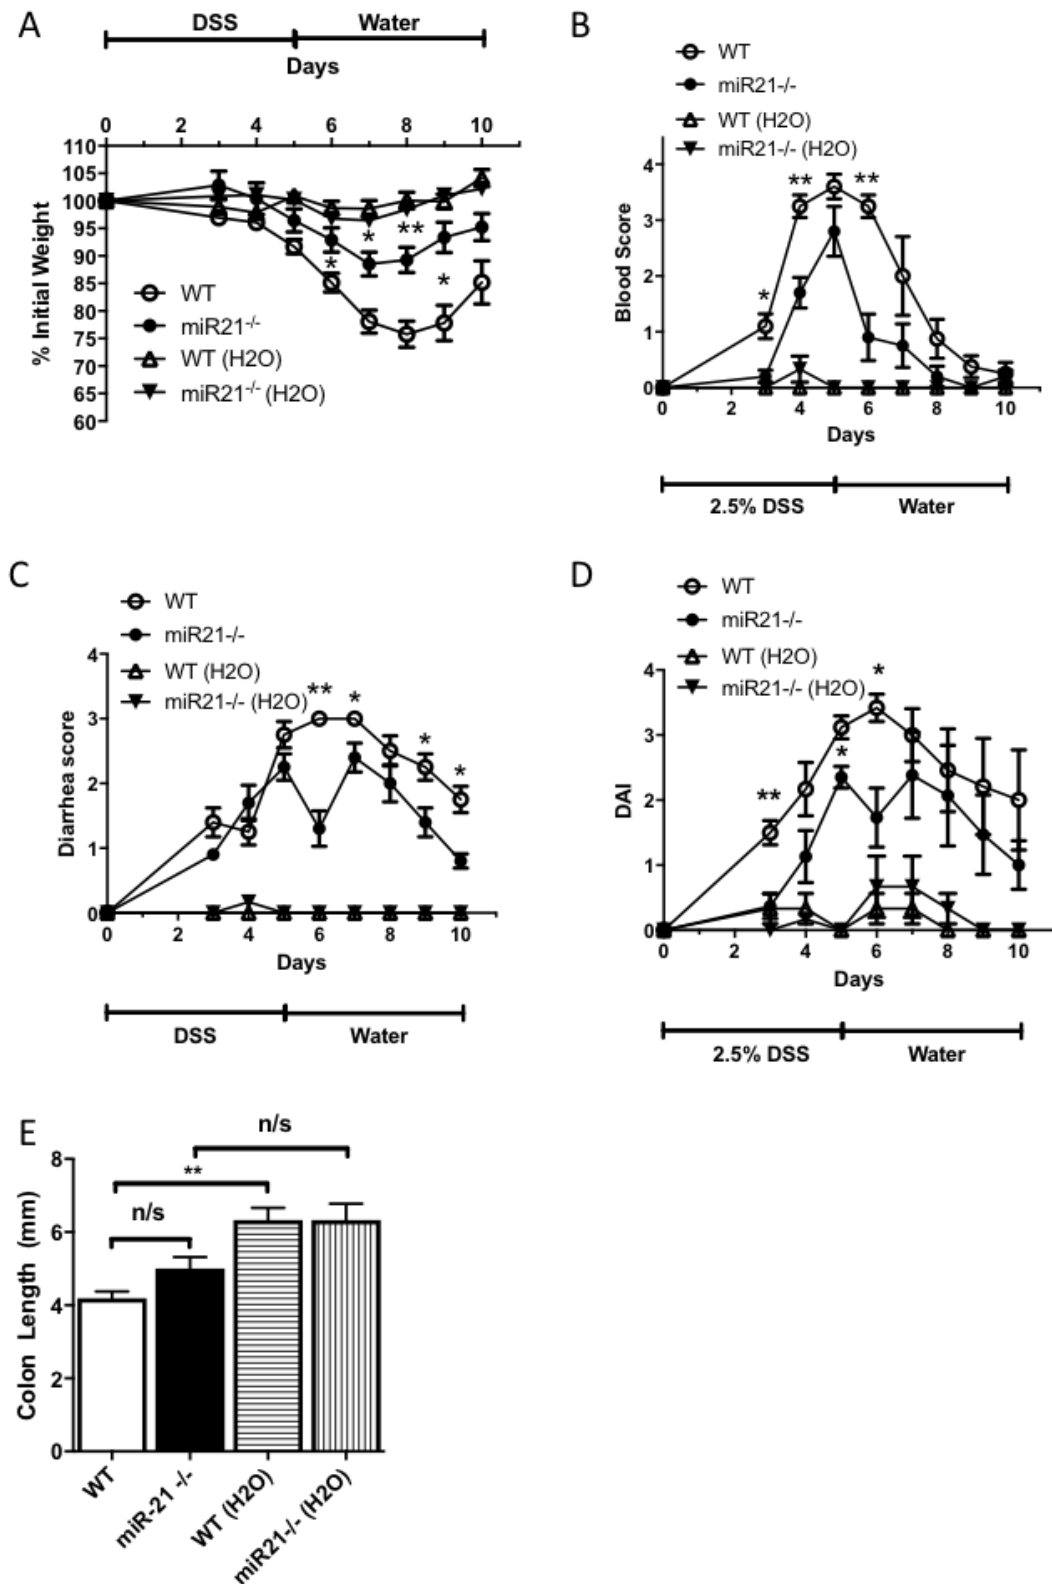 A
DSS Water
Days
0 2 4 6 8 10
110
105
100
95
90
85
80
75
70
65
60
% Initial Weight
* * ** *
WT
miR21-/-
WT (H2O)
miR21-/- (H2O)
B
WT
miR21-/-
WT (H2O)
miR21-/- (H2O)
4
3
2
1
0
Blood Score
* ** **
0 2 4 6 8 10
Days
2.5% DSS Water
C
WT
miR21-/-
WT (H2O)
miR21-/- (H2O)
4
3
2
1
0
Diarrhea score
** * * *
0 2 4 6 8 10
Days
DSS Water
D
WT
miR21-/-
WT (H2O)
miR21-/- (H2O)
4
3
2
1
0
DAI
** * *
0 2 4 6 8 10
Days
2.5% DSS Water
E
n/s
**
n/s
8
6
4
2
0
Colon Length (mm)
WT
miR-21 -/-
WT (H2O)
miR21-/- (H2O)